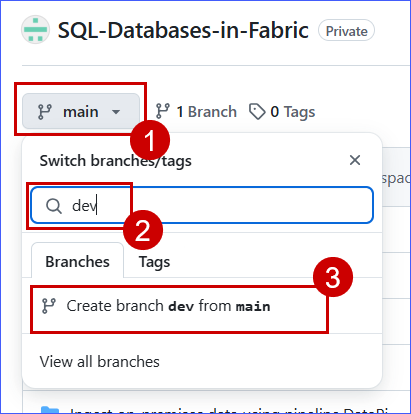 SQL-Databases-in-Fabric Private
main 1 Branch 0 Tags
1
Switch branches/tags
dev
2
Branches Tags
3
Create branch dev from main
View all branches